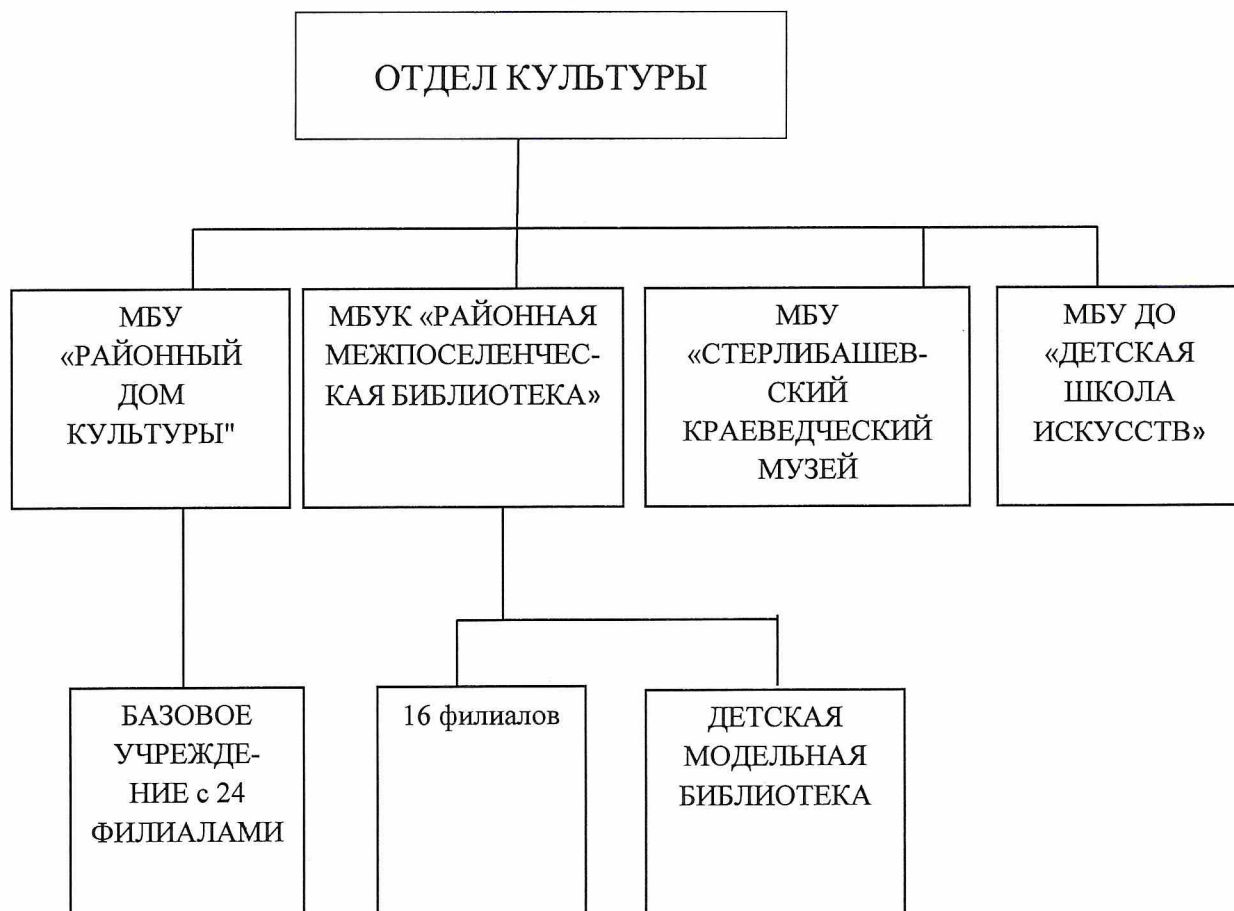 ОТДЕЛ КУЛЬТУРЫ
МБУ
«РАЙОННЫЙ
ДОМ
КУЛЬТУРЫ"
МБУК «РАЙОННАЯ
МЕЖПОСЕЛЕНЧЕС-
КАЯ БИБЛИОТЕКА»
МБУ
«СТЕРЛИБАШЕВ-
СКИЙ
КРАЕВЕДЧЕСКИЙ
МУЗЕЙ
МБУ ДО
«ДЕТСКАЯ
ШКОЛА
ИСКУССТВ»
БАЗОВОЕ
УЧРЕЖДЕ-
НИЕ с 24
ФИЛИАЛАМИ
16 филиалов
ДЕТСКАЯ
МОДЕЛЬНАЯ
БИБЛИОТЕКА